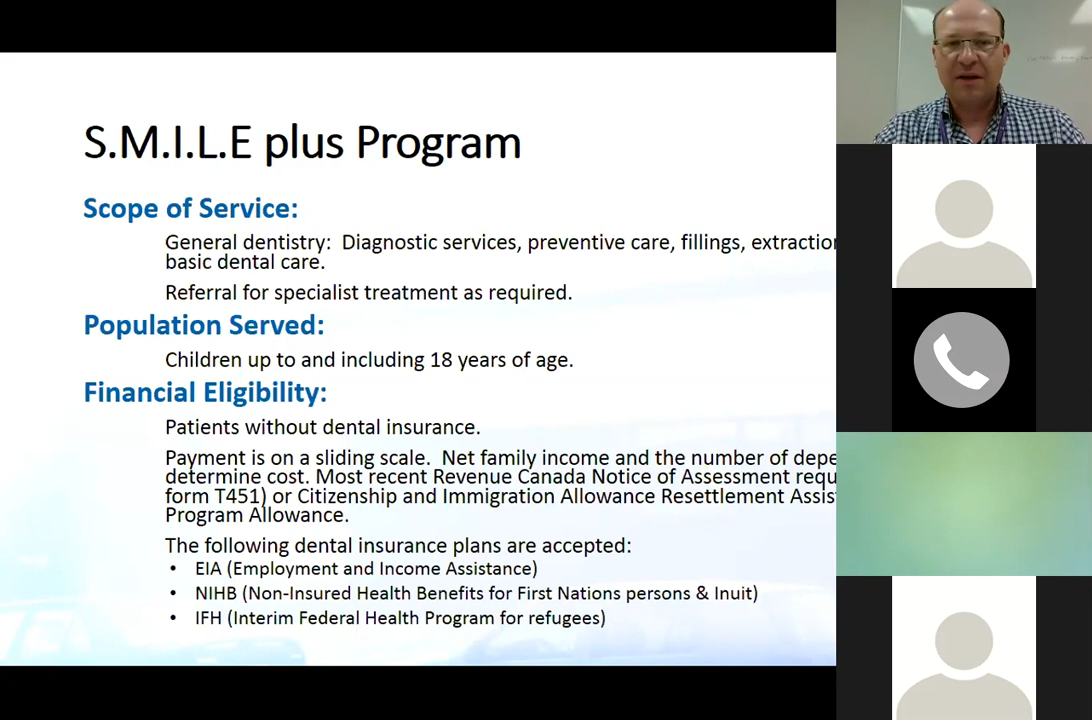 S.M.I.L.E plus Program
Scope of Service:
General dentistry: Diagnostic services, preventive care, fillings,
basic dental care.
Referral for specialist treatment as required.
Population Served:
Children up to and including 18 years of age.
Financial Eligibility:
Patients without dental insurance.
Payment is on a sliding scale. Net family income and the number of
determine cost. Most recent Revenue Canada Notice of Assessment
form T451) or Citizenship and Immigration Allowance Resettlement
Program Allowance.
The following dental insurance plans are accepted:
• EIA (Employment and Income Assistance)
• NIHB (Non-Insured Health Benefits for First Nations persons & Inuit)
• IFH (Interim Federal Health Program for refugees)